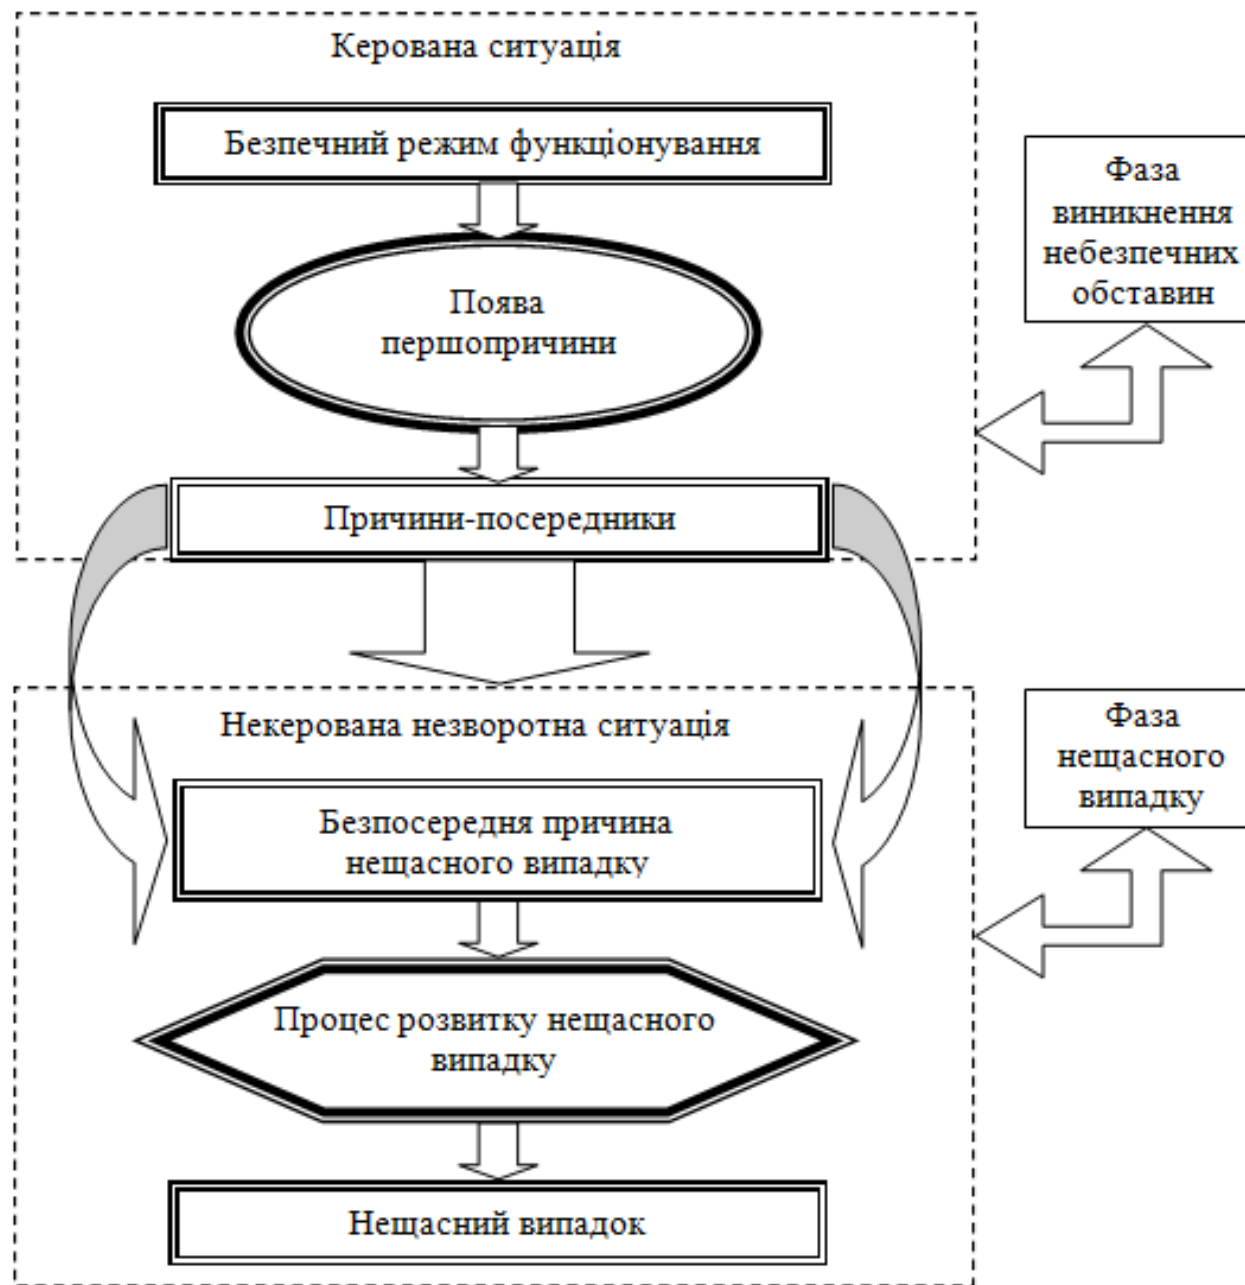 Керована ситуація
Безпечний режим функціонування
Фаза
виникнення
небезпечних
обставин
Поява
першопричини
Причини-посередники
Некерована незворотна ситуація
Фаза
нещасного
випадку
Безпосередня причина
нещасного випадку
Процес розвитку нещасного
випадку
Нещасний випадок